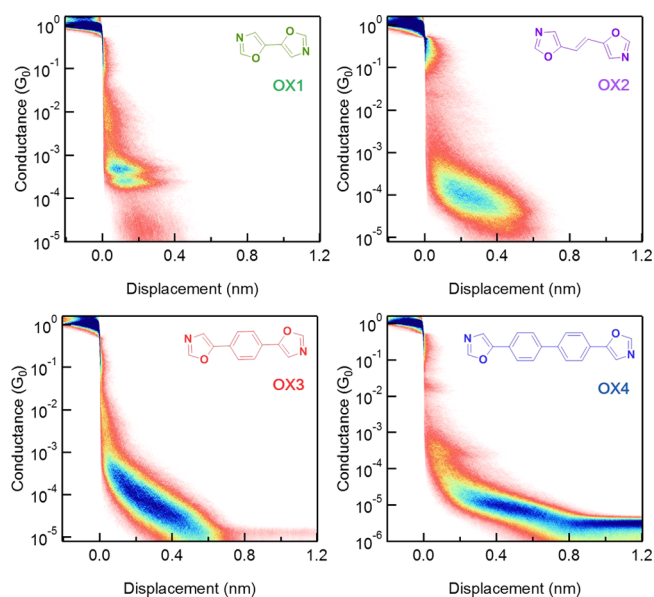 10⁰
10⁻¹
10⁻²
10⁻³
10⁻⁴
10⁻⁵
Conductance (G₀)
0.0 0.4 0.8 1.2
Displacement (nm)
N
O
O
N
OX1
10⁰
10⁻¹
10⁻²
10⁻³
10⁻⁴
10⁻⁵
Conductance (G₀)
0.0 0.4 0.8 1.2
Displacement (nm)
N
O
O
N
OX2
10⁰
10⁻¹
10⁻²
10⁻³
10⁻⁴
10⁻⁵
Conductance (G₀)
0.0 0.4 0.8 1.2
Displacement (nm)
N
O
O
N
OX3
10⁰
10⁻¹
10⁻²
10⁻³
10⁻⁴
10⁻⁵
10⁻⁶
Conductance (G₀)
0.0 0.4 0.8 1.2
Displacement (nm)
N
O
O
N
OX4